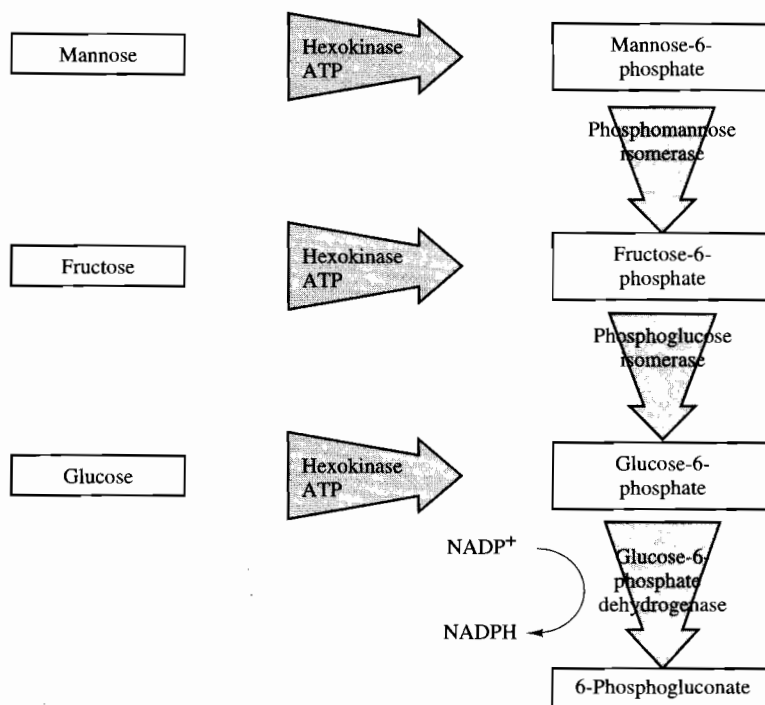 Mannose
Hexokinase
ATP
Mannose-6-
phosphate
Phosphomannose
isomerase
Fructose
Hexokinase
ATP
Fructose-6-
phosphate
Phosphoglucose
isomerase
Glucose
Hexokinase
ATP
Glucose-6-
phosphate
NADP+
NADPH
Glucose-6-
phosphate
dehydrogenase
6-Phosphogluconate